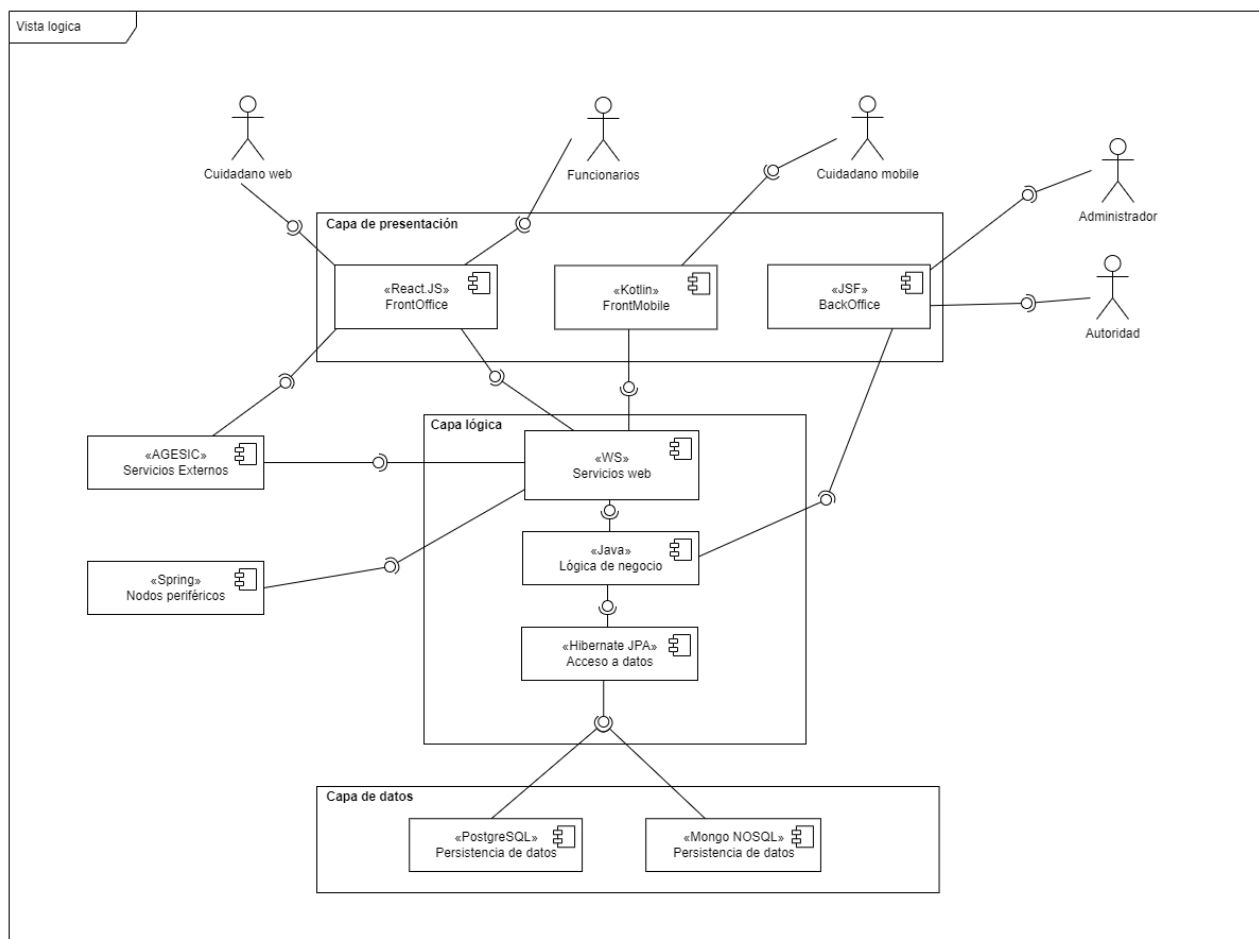 Vista logica
Cuidadano web
Funcionarios
Cuidadano mobile
Administrador
Autoridad
Capa de presentación
«React.JS»
FrontOffice
«Kotlin»
FrontMobile
«JSF»
BackOffice
Capa lógica
«AGESIC»
Servicios Externos
«WS»
Servicios web
«Java»
Lógica de negocio
«Spring»
Nodos periféricos
«Hibernate JPA»
Acceso a datos
Capa de datos
«PostgreSQL»
Persistencia de datos
«Mongo NOSQL»
Persistencia de datos